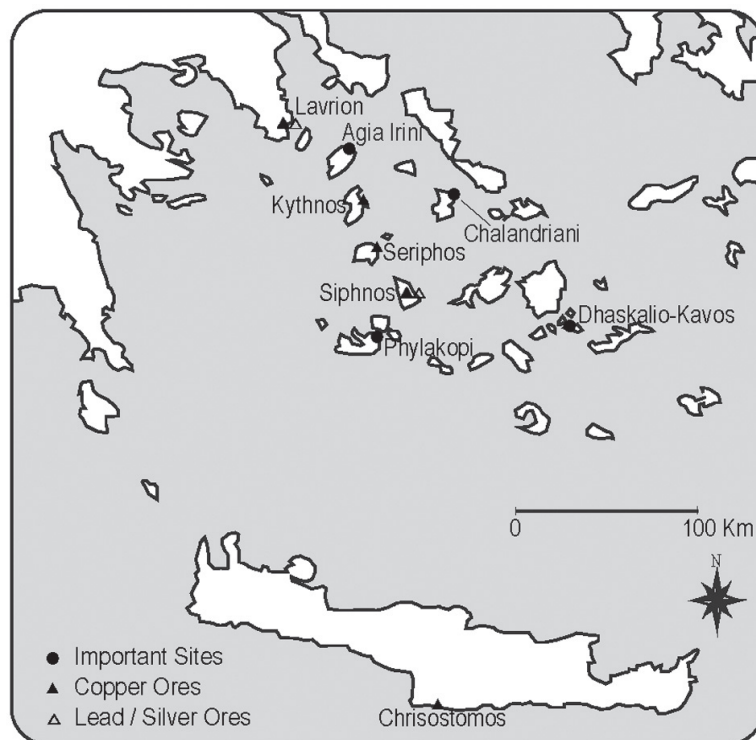 Lavrion
Agia Irini
Kythnos
Chalandriani
Seriphos
Siphnos
Dhaskalio-Kavos
Phylakopi
0 100 Km
N
Important Sites
Copper Ores
Lead / Silver Ores
Chrisostomos